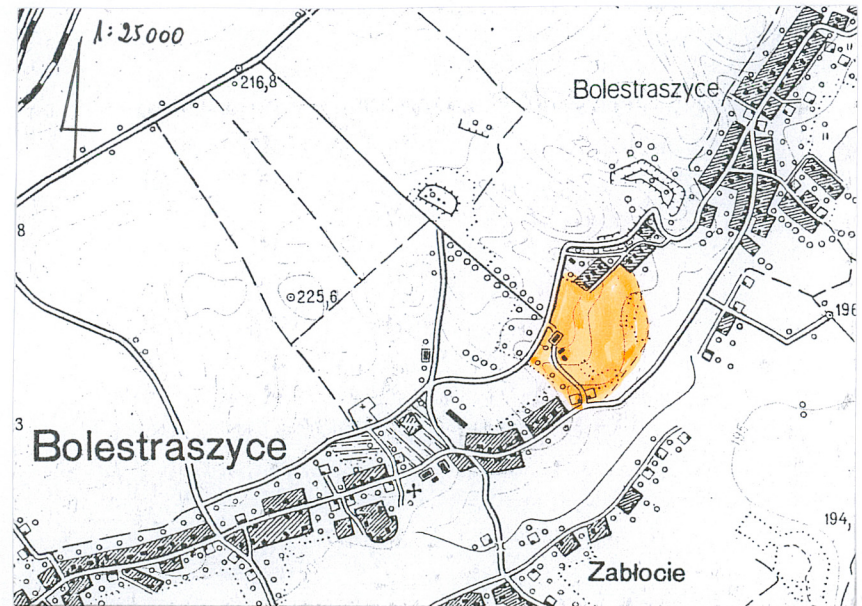 1:25000
216,8
Bolestraszyce
8
225,6
196
3
Bolestraszyce
194,
Zabłocie